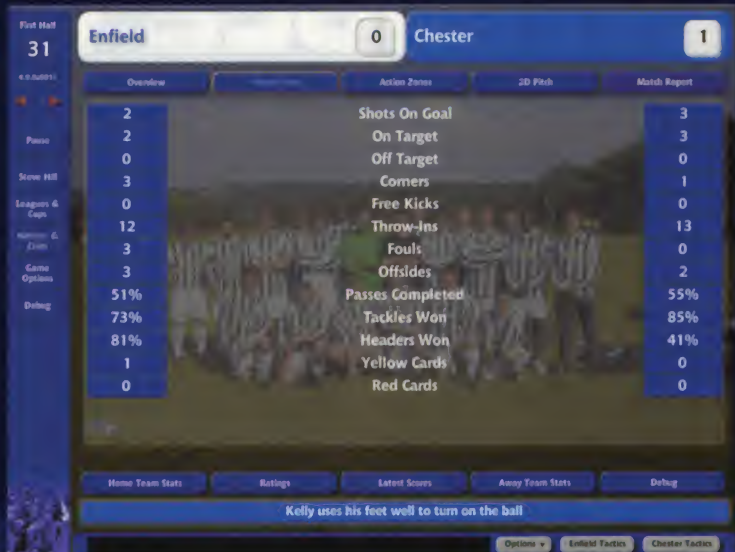 First Half
31
Pause
Steve Hill
Leagues &
Cups
Nations &
Clubs
Game
Options
Debug
Enfield 0 Chester 1
Overview Action Zones 2D Pitch Match Report
2 Shots On Goal 3
2 On Target 3
0 Off Target 0
3 Corners 1
0 Free Kicks 0
12 Throw-Ins 13
3 Fouls 0
3 Offsides 2
51% Passes Completed 55%
73% Tackles Won 85%
81% Headers Won 41%
1 Yellow Cards 0
0 Red Cards 0
Home Team Stats Ratings Latest Scores Away Team Stats Debug
Kelly uses his feet well to turn on the ball
Options Enfield Tactics Chester Tactics